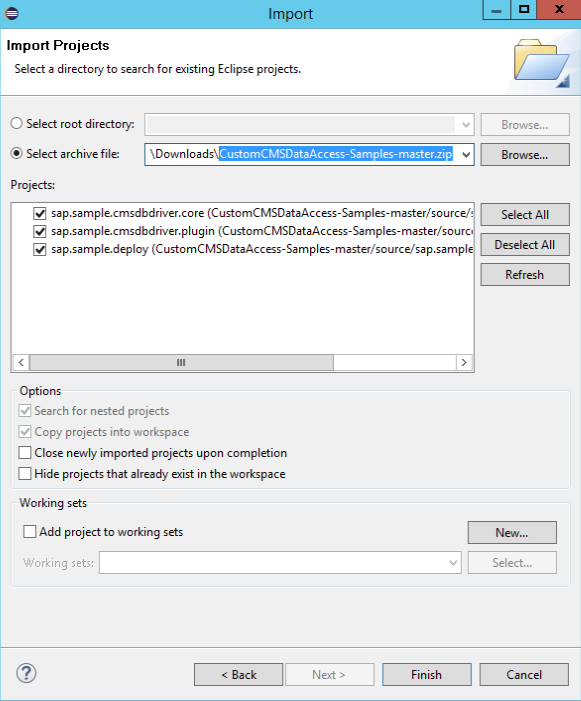 Import
Import Projects
Select a directory to search for existing Eclipse projects.
Select root directory:
Browse...
Select archive file:
\Downloads\CustomCMSDataAccess-Samples-master.zip
Browse...
Projects:
sap.sample.cmsdbdriver.core (CustomCMSDataAccess-Samples-master/source/s
Select All
sap.sample.cmsdbdriver.plugin (CustomCMSDataAccess-Samples-master/sourc
sap.sample.deploy (CustomCMSDataAccess-Samples-master/source/sap.sample
Deselect All
Refresh
Options
Search for nested projects
Copy projects into workspace
Close newly imported projects upon completion
Hide projects that already exist in the workspace
Working sets
Add project to working sets
New...
Working sets:
Select...
?
< Back
Next >
Finish
Cancel